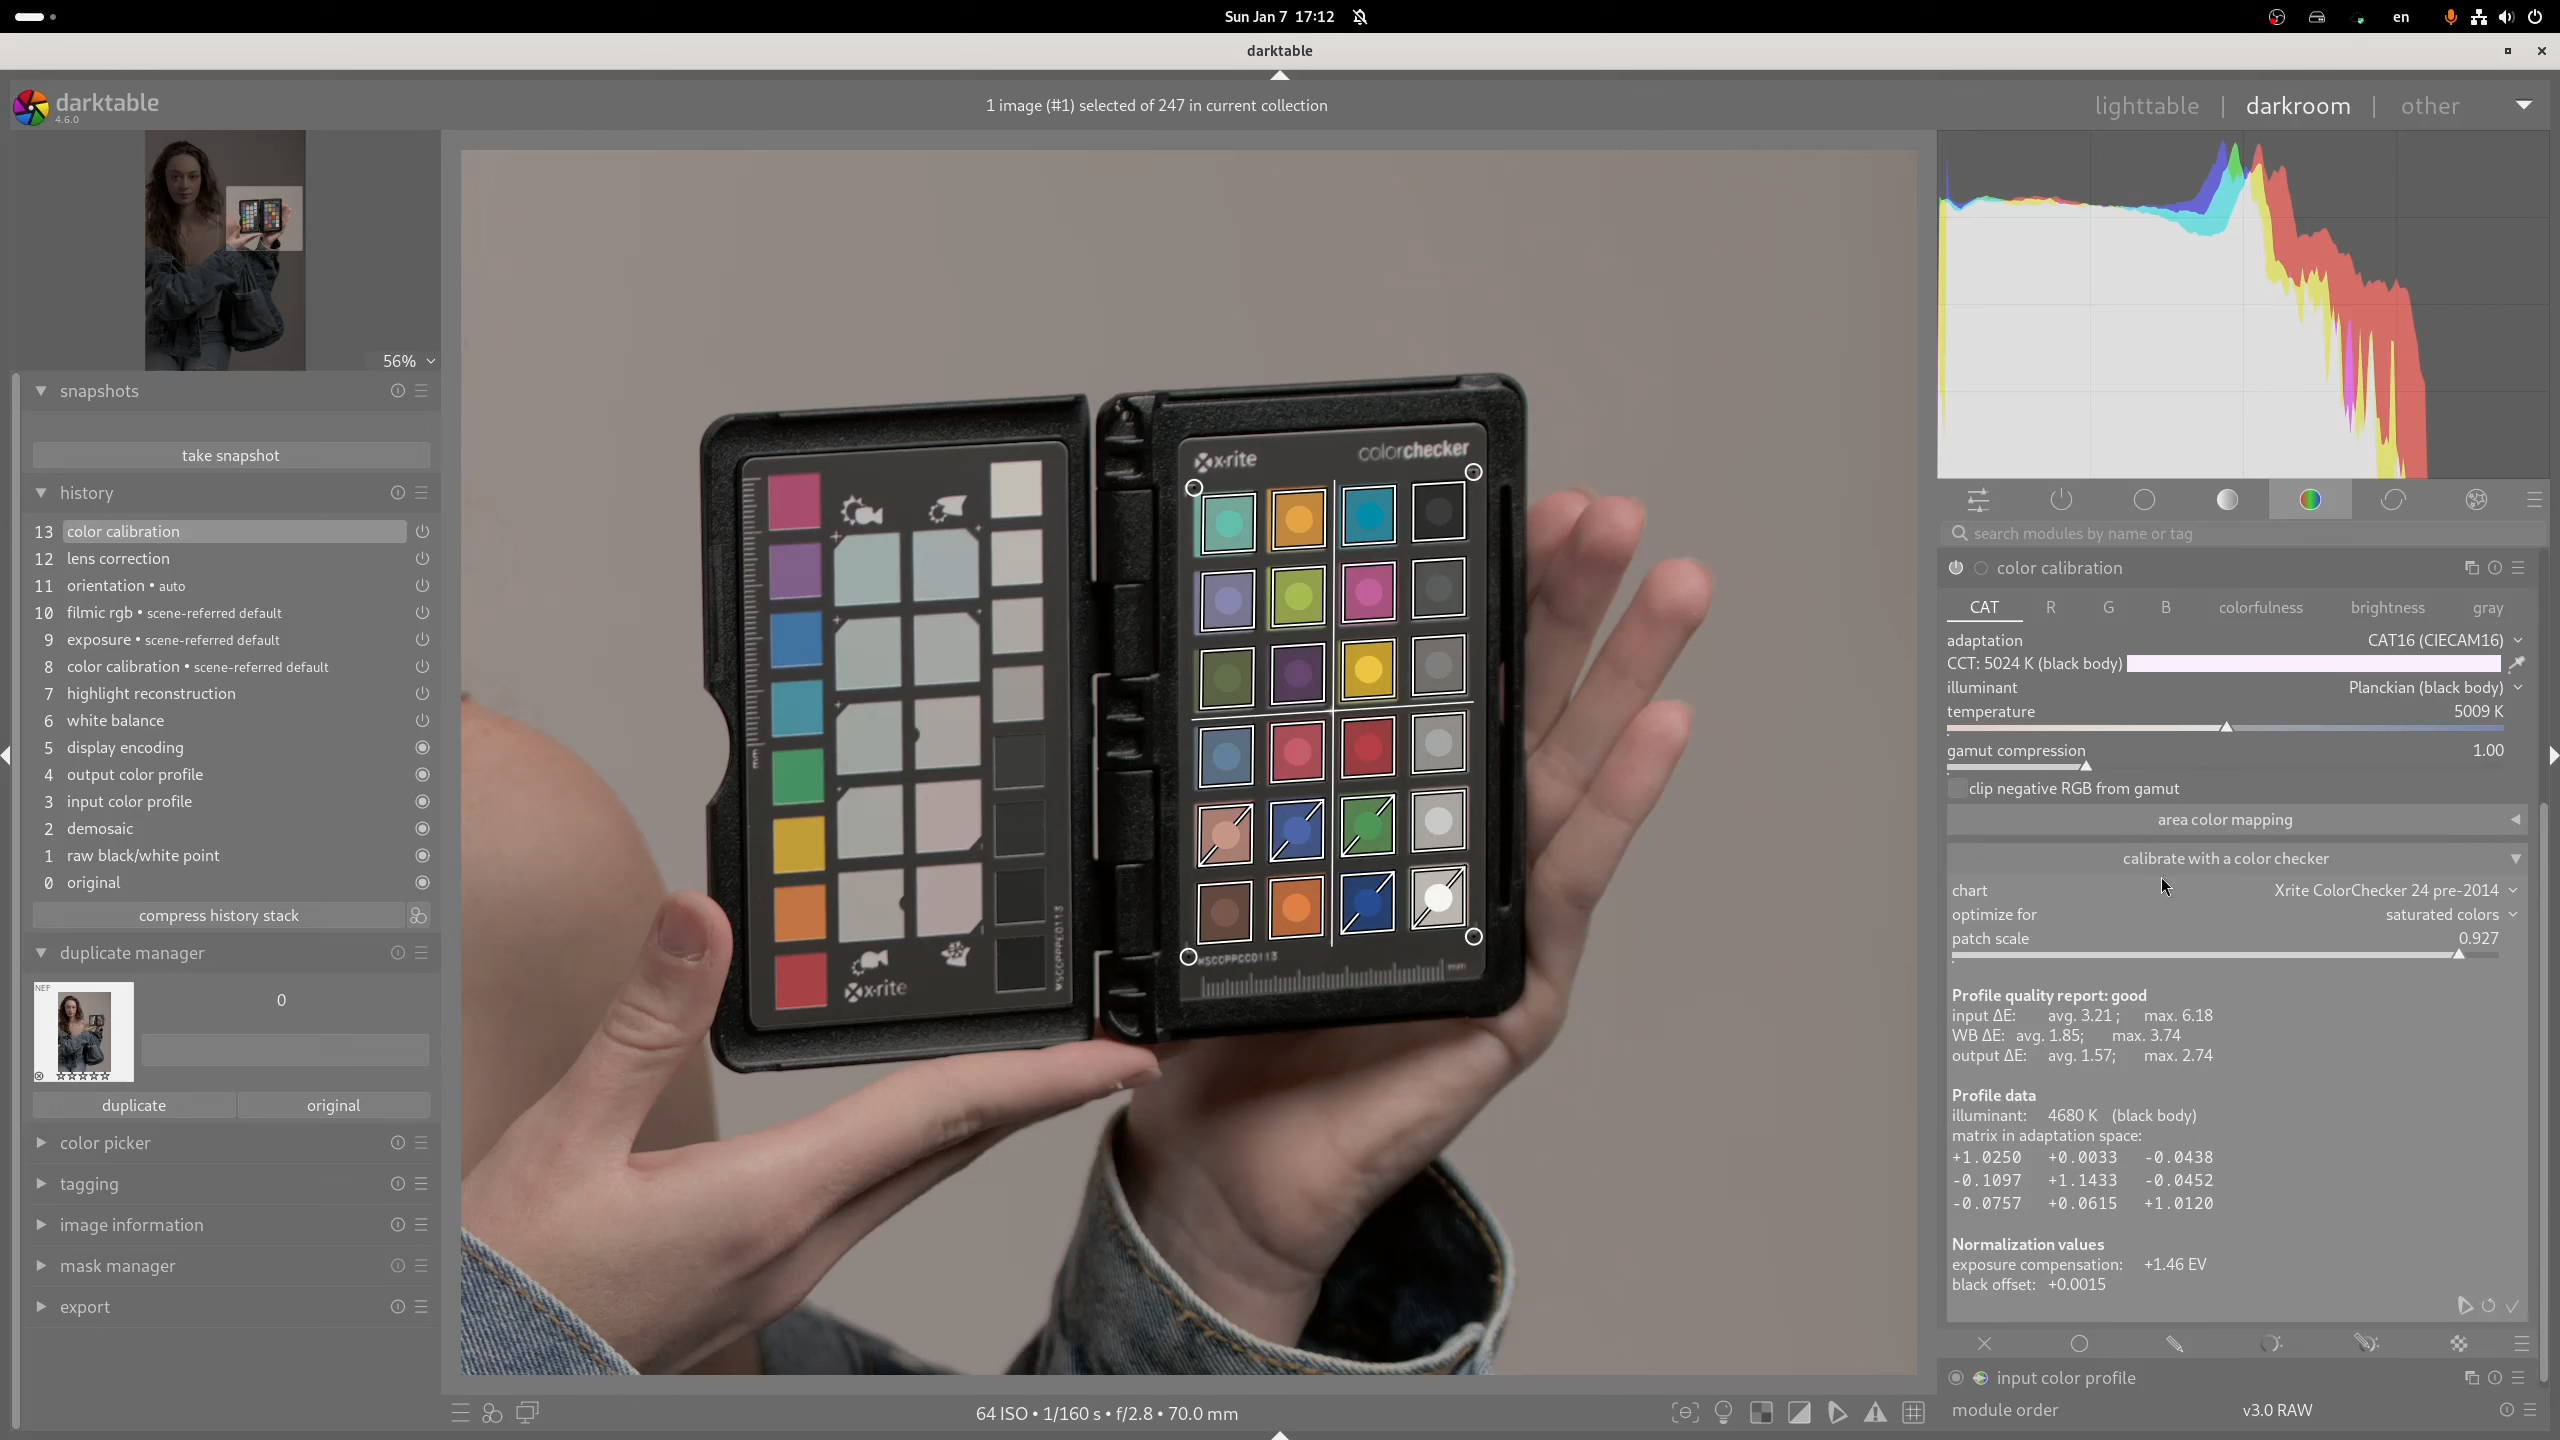 Sun Jan 7 17:12
en
darktable
darktable
4.6.0
1 image (#1) selected of 247 in current collection
lighttable | darkroom | other
56%
snapshots
take snapshot
history
13 color calibration
12 lens correction
11 orientation • auto
10 filmic rgb • scene-referred default
9 exposure • scene-referred default
8 color calibration • scene-referred default
7 highlight reconstruction
6 white balance
5 display encoding
4 output color profile
3 input color profile
2 demosaic
1 raw black/white point
0 original
compress history stack
duplicate manager
NEF
0
duplicate original
color picker
tagging
image information
mask manager
export
x-rite colorchecker
mm
MSCCPPE0113
x-rite
MSCCPPCC0113
mm
64 ISO • 1/160 s • f/2.8 • 70.0 mm
search modules by name or tag
color calibration
CAT R G B colorfulness brightness gray
adaptation CAT16 (CIECAM16)
CCT: 5024 K (black body)
illuminant Planckian (black body)
temperature 5009 K
gamut compression 1.00
clip negative RGB from gamut
area color mapping
calibrate with a color checker
chart Xrite ColorChecker 24 pre-2014
optimize for saturated colors
patch scale 0.927
Profile quality report: good
input ΔE: avg. 3.21 ; max. 6.18
WB ΔE: avg. 1.85; max. 3.74
output ΔE: avg. 1.57; max. 2.74
Profile data
illuminant: 4680 K (black body)
matrix in adaptation space:
+1.0250 +0.0033 -0.0438
-0.1097 +1.1433 -0.0452
-0.0757 +0.0615 +1.0120
Normalization values
exposure compensation: +1.46 EV
black offset: +0.0015
input color profile
module order v3.0 RAW